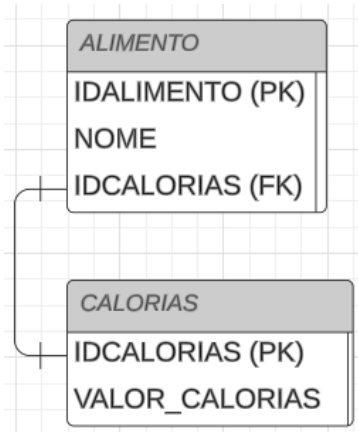 ALIMENTO
IDALIMENTO (PK)
NOME
IDCALORIAS (FK)
CALORIAS
IDCALORIAS (PK)
VALOR_CALORIAS